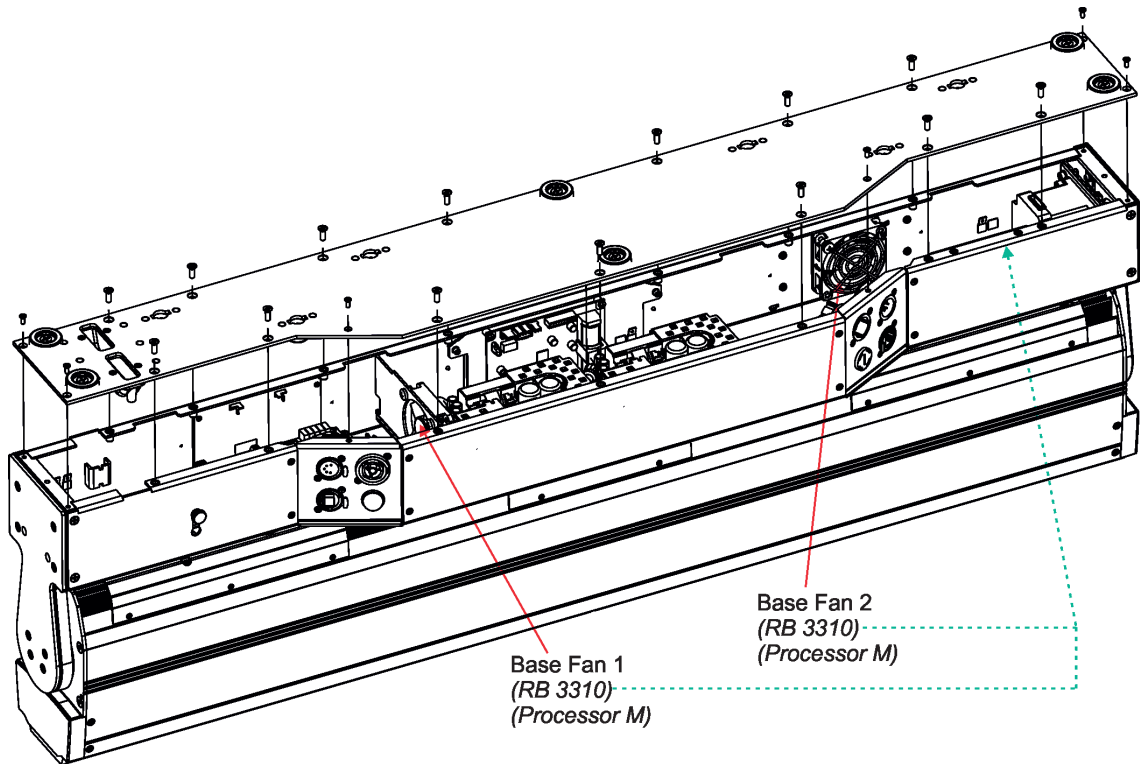 Base Fan 2
(RB 3310)
(Processor M)
Base Fan 1
(RB 3310)
(Processor M)